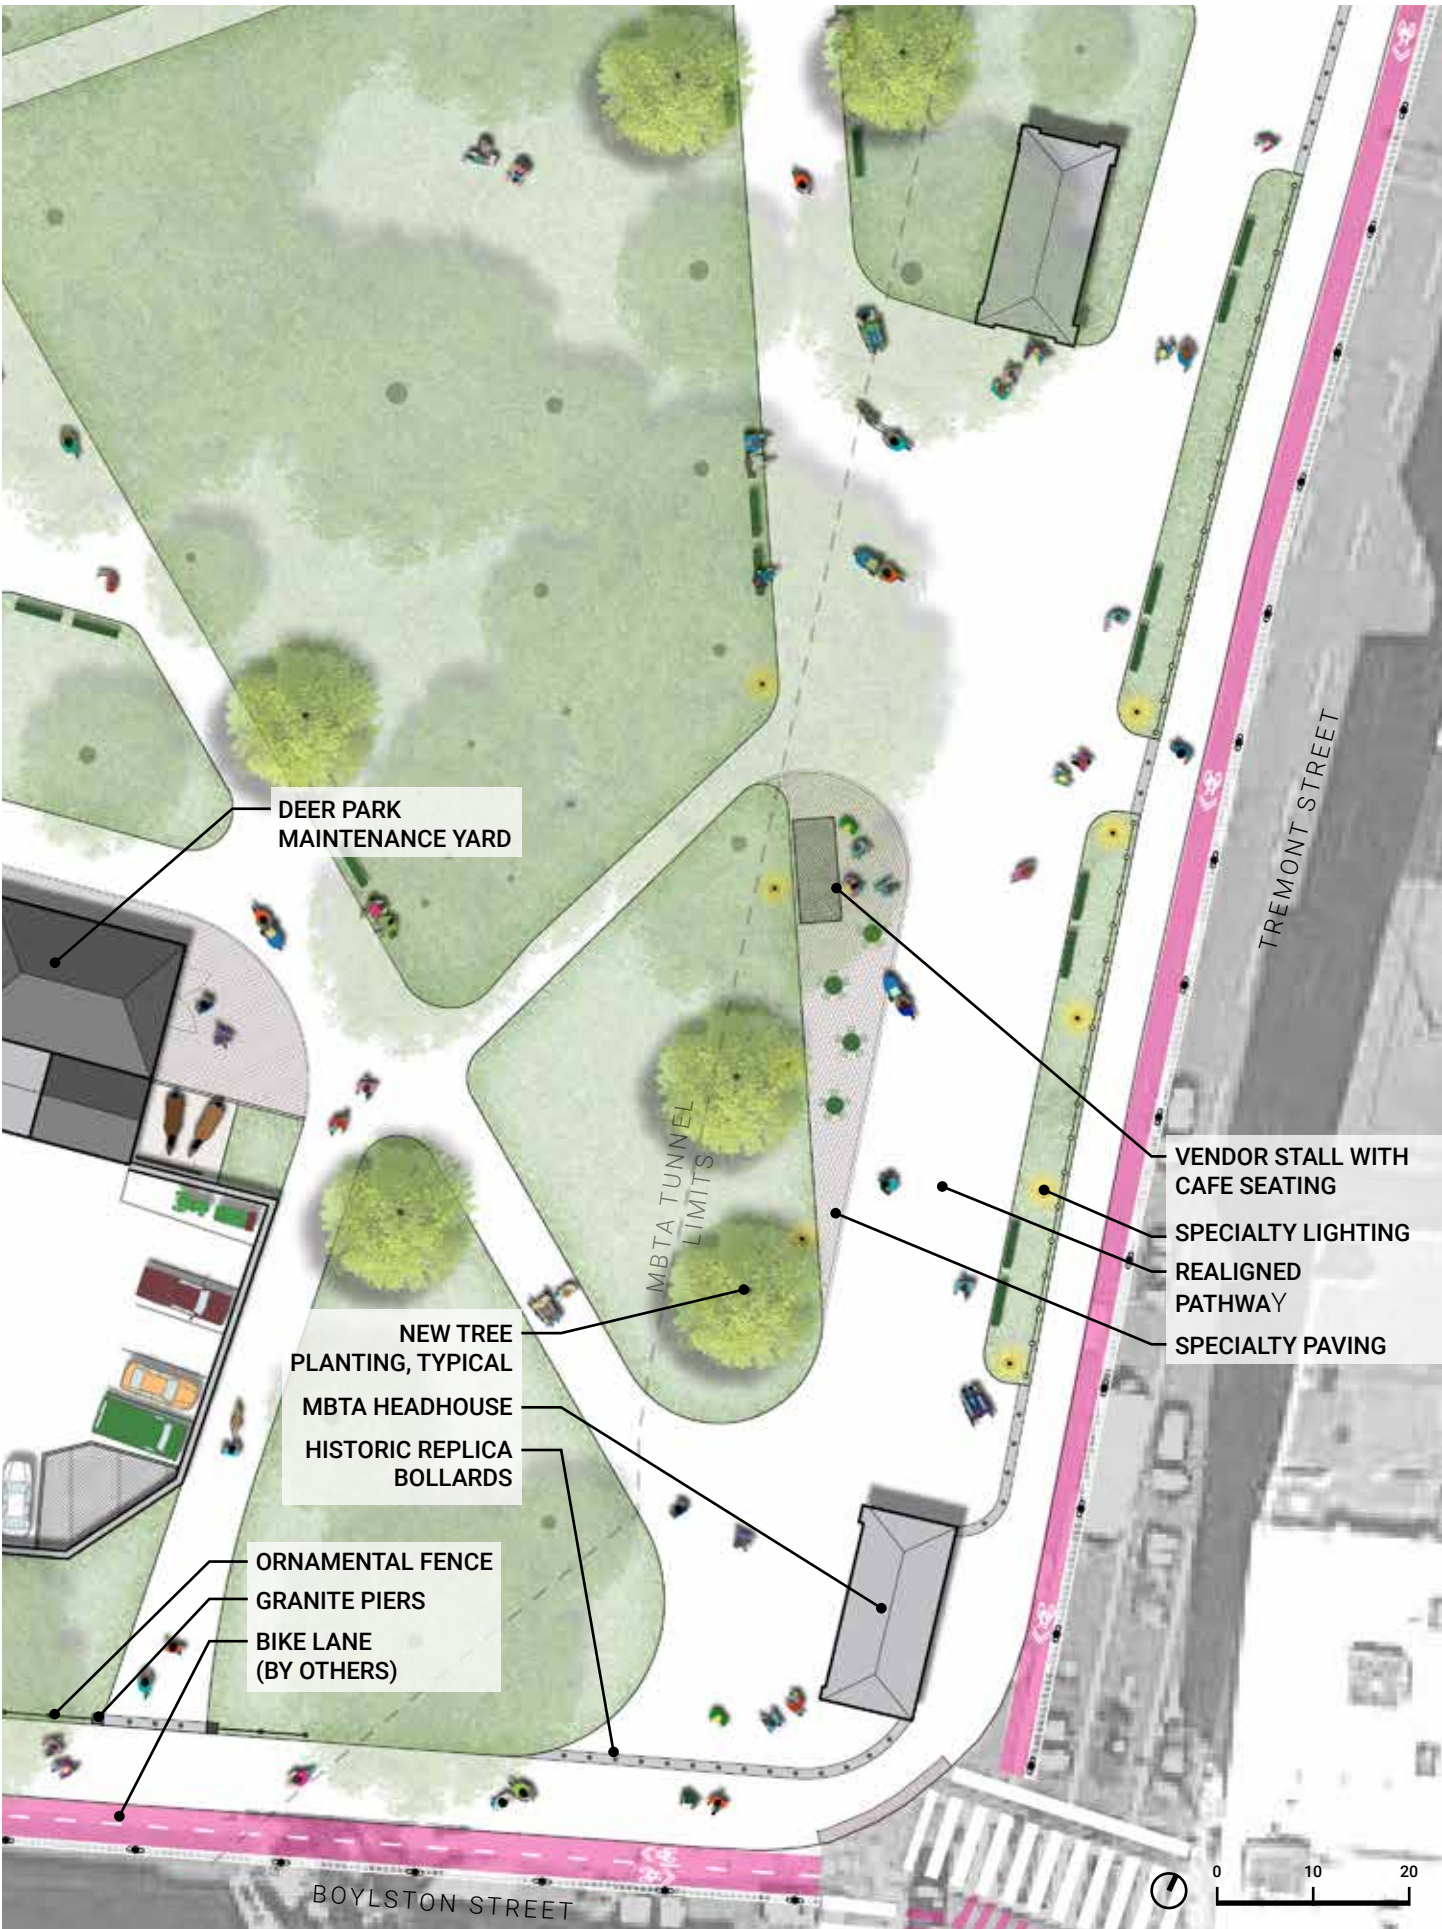 DEER PARK
MAINTENANCE YARD
TREMONT STREET
MBTA TUNNEL
LIMITS
VENDOR STALL WITH
CAFE SEATING
SPECIALTY LIGHTING
REALIGNED
PATHWAY
SPECIALTY PAVING
NEW TREE
PLANTING, TYPICAL
MBTA HEADHOUSE
HISTORIC REPLICA
BOLLARDS
ORNAMENTAL FENCE
GRANITE PIERS
BIKE LANE
(BY OTHERS)
BOYLSTON STREET
0 10 20